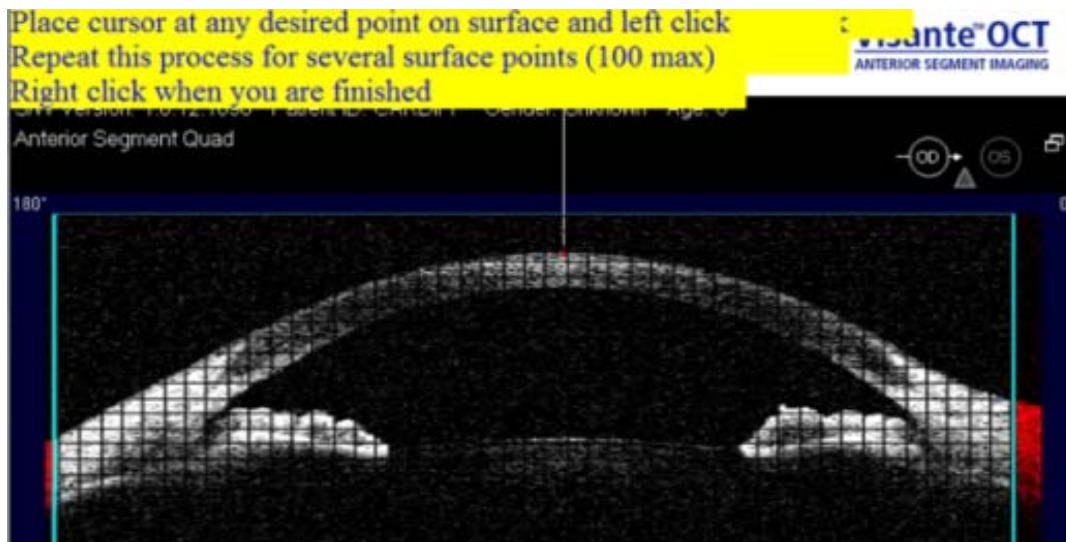 Place cursor at any desired point on surface and left click
Repeat this process for several surface points (100 max)
Right click when you are finished
Visante™ OCT
ANTERIOR SEGMENT IMAGING
Anterior Segment Quad
OD
OS
180°